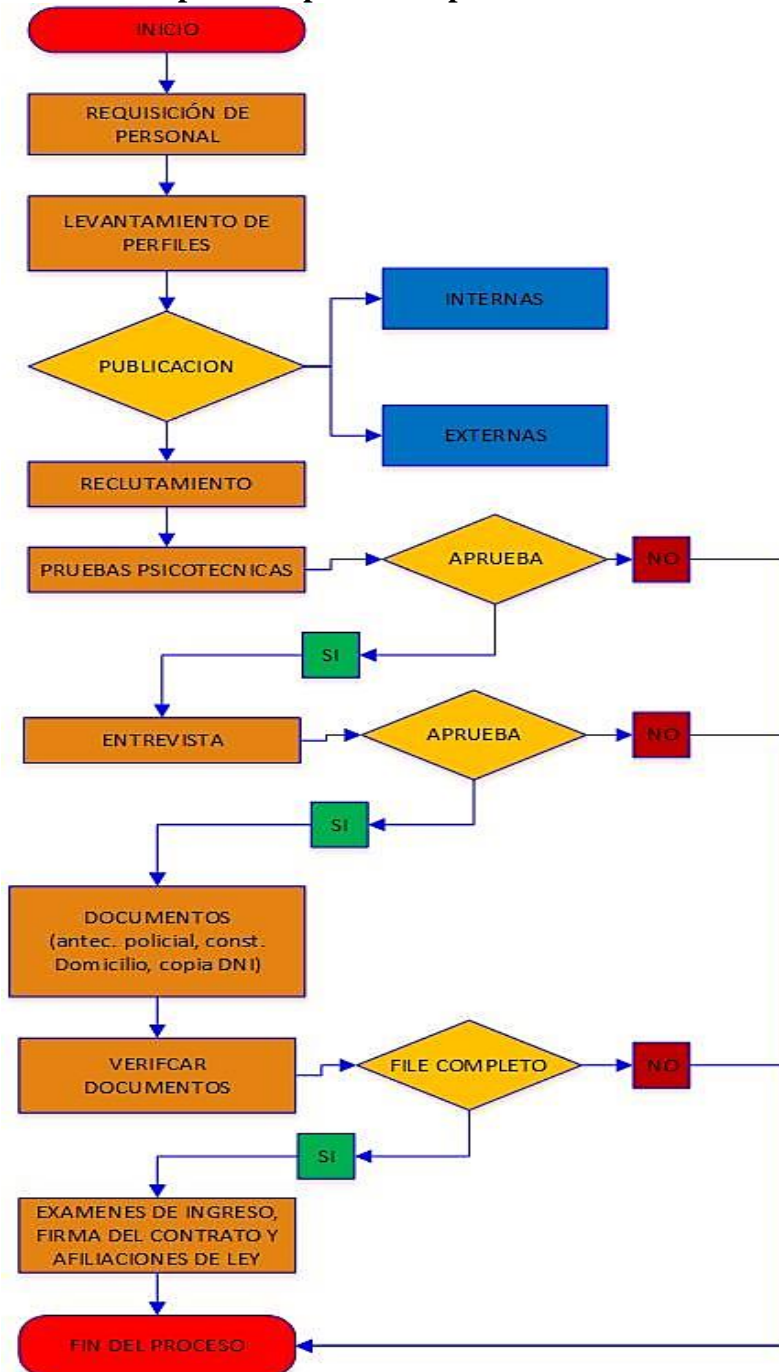 INICIO
REQUISICIÓN DE
PERSONAL
LEVANTAMIENTO DE
PERFILES
PUBLICACION
INTERNAS
EXTERNAS
RECLUTAMIENTO
PRUEBAS PSICOTECNICAS
APRUEBA
NO
SI
ENTREVISTA
APRUEBA
NO
SI
DOCUMENTOS
(antec. policial, const.
Domicilio, copia DNI)
VERIFCAR
DOCUMENTOS
FILE COMPLETO
NO
SI
EXAMENES DE INGRESO,
FIRMA DEL CONTRATO Y
AFILIACIONES DE LEY
FIN DEL PROCESO